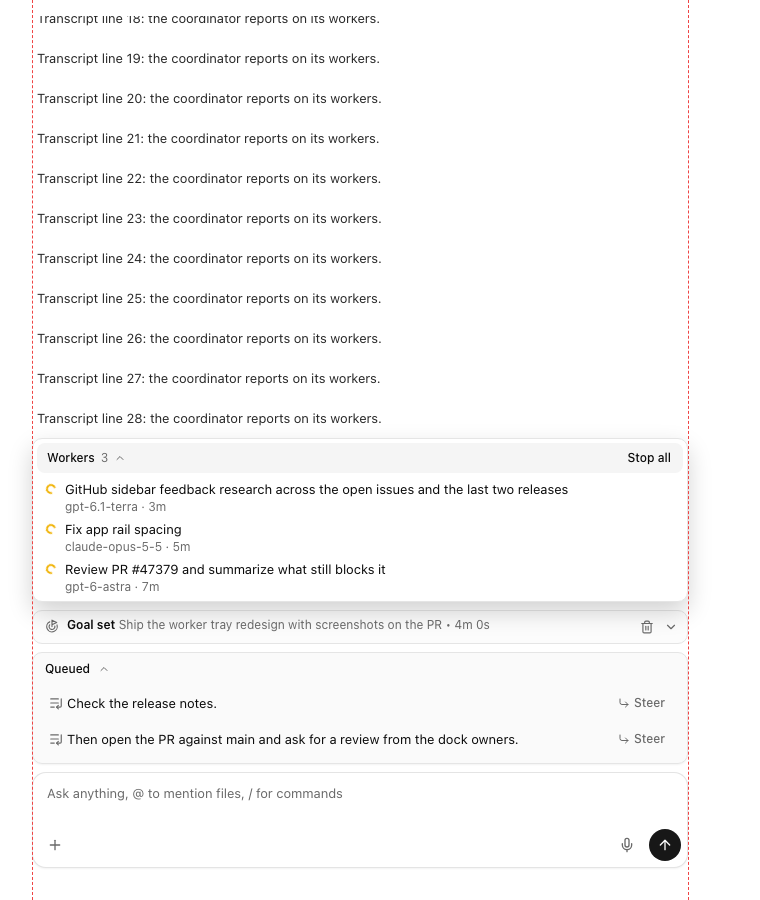 Transcript line 18: the coordinator reports on its workers.
Transcript line 19: the coordinator reports on its workers.
Transcript line 20: the coordinator reports on its workers.
Transcript line 21: the coordinator reports on its workers.
Transcript line 22: the coordinator reports on its workers.
Transcript line 23: the coordinator reports on its workers.
Transcript line 24: the coordinator reports on its workers.
Transcript line 25: the coordinator reports on its workers.
Transcript line 26: the coordinator reports on its workers.
Transcript line 27: the coordinator reports on its workers.
Transcript line 28: the coordinator reports on its workers.
Workers 3 Stop all
GitHub sidebar feedback research across the open issues and the last two releases
gpt-6.1-terra · 3m
Fix app rail spacing
claude-opus-5-5 · 5m
Review PR #47379 and summarize what still blocks it
gpt-6-astra · 7m
Goal set Ship the worker tray redesign with screenshots on the PR • 4m 0s
Queued
Check the release notes. Steer
Then open the PR against main and ask for a review from the dock owners. Steer
Ask anything, @ to mention files, / for commands